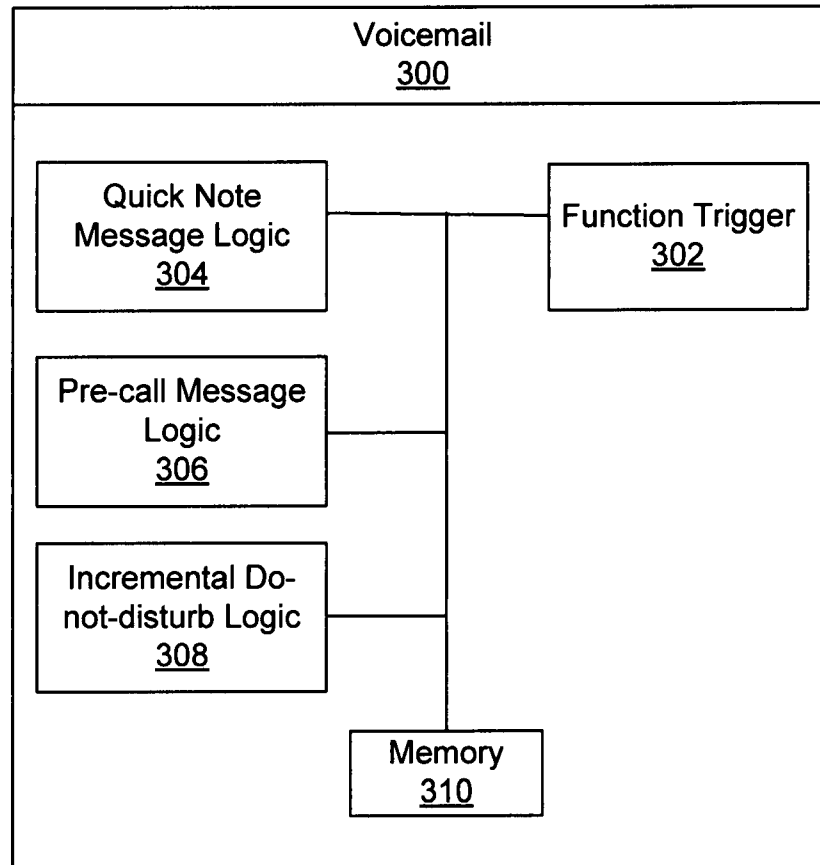 Voicemail
300
Quick Note
Message Logic
304
Function Trigger
302
Pre-call Message
Logic
306
Incremental Do-
not-disturb Logic
308
Memory
310